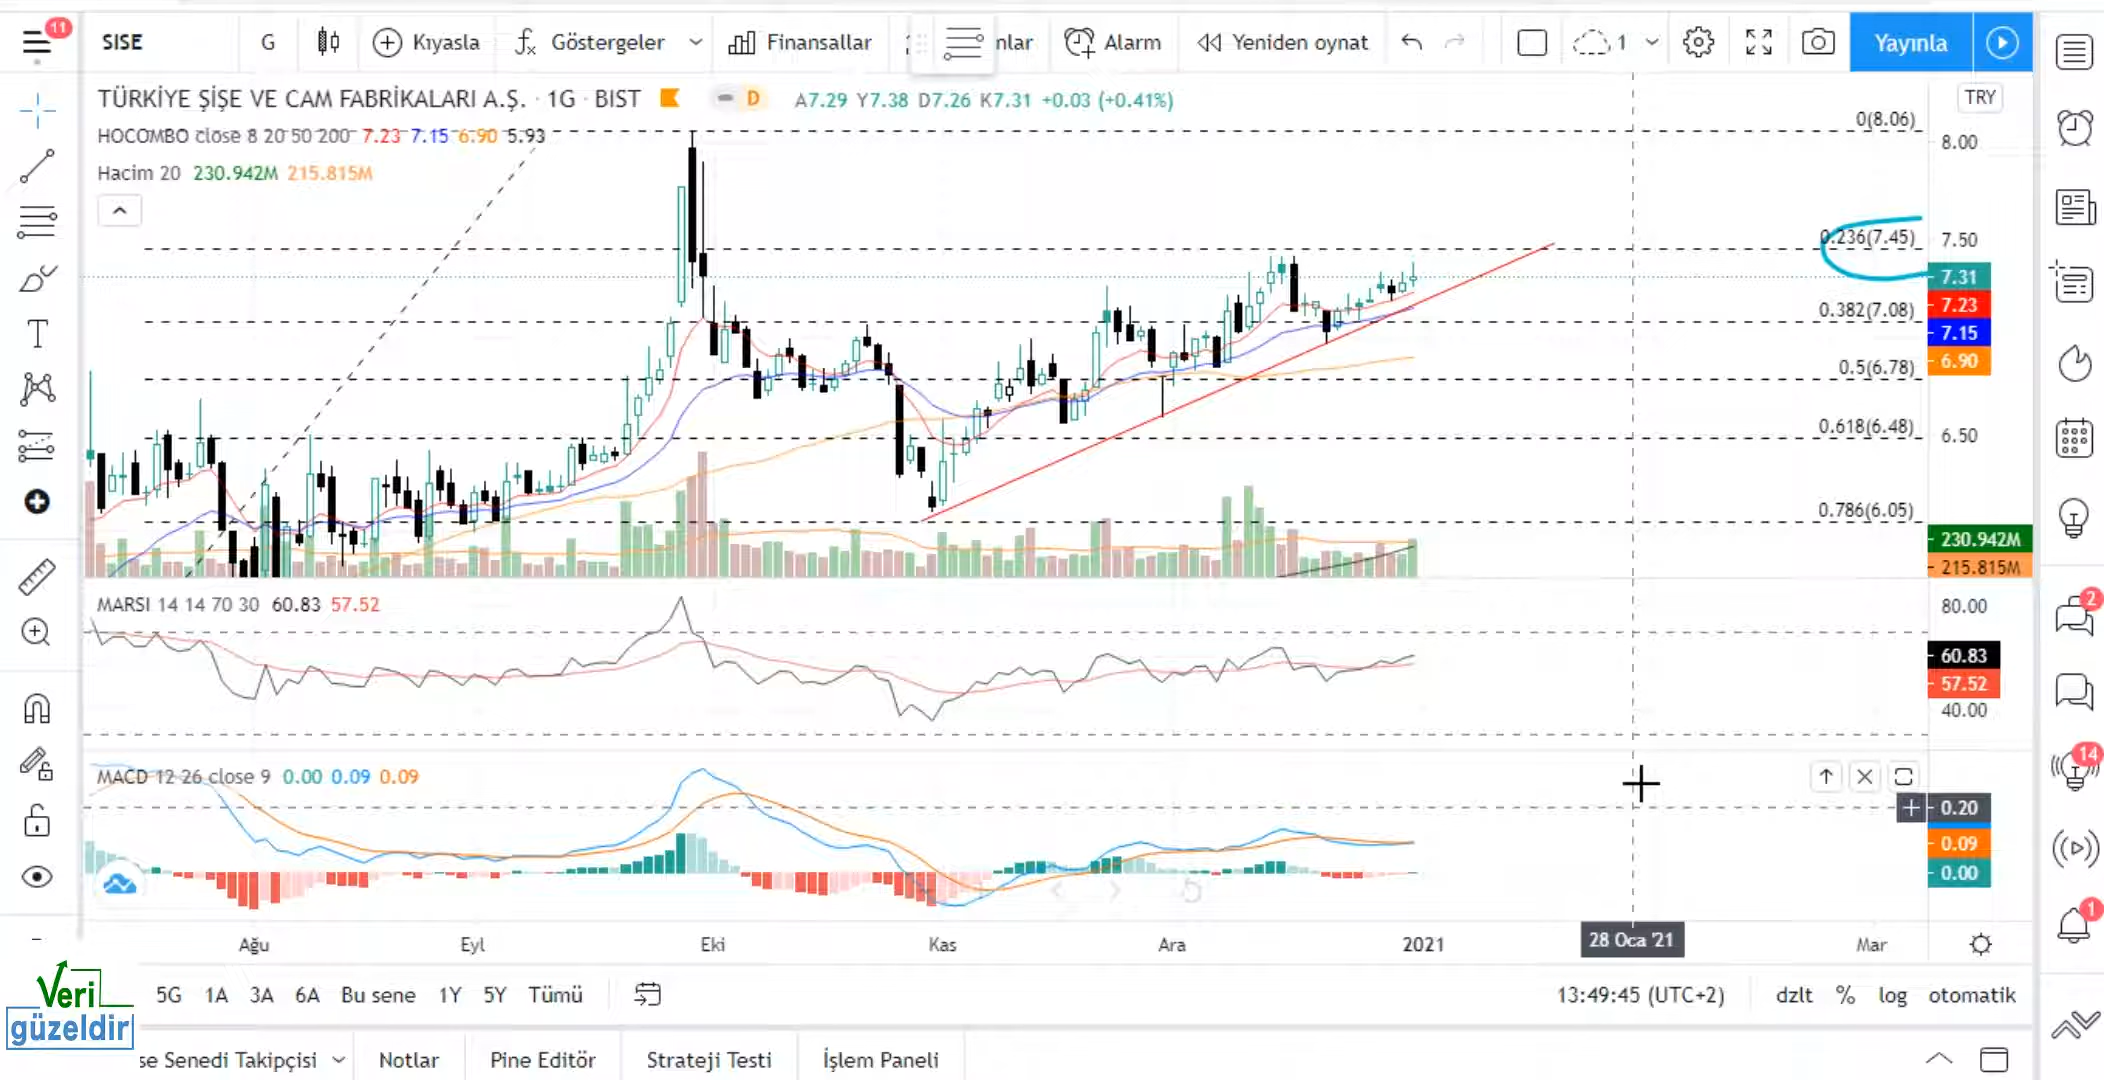 11
SISE G Kıyasla Göstergeler Finansallar nlar Alarm Yeniden oynat 1 Yayınla
TÜRKİYE ŞİŞE VE CAM FABRİKALARI A.Ş. · 1G · BIST D A7.29 Y7.38 D7.26 K7.31 +0.03 (+0.41%)
TRY
HOCOMBO close 8 20 50 200 7.23 7.15 6.90 5.93
Hacim 20 230.942M 215.815M
0(8.06)
8.00
0.236(7.45)
7.50
7.31
7.23
0.382(7.08)
7.15
6.90
0.5(6.78)
0.618(6.48)
6.50
0.786(6.05)
230.942M
215.815M
MARSI 14 14 70 30 60.83 57.52
80.00
60.83
57.52
40.00
MACD 12 26 close 9 0.00 0.09 0.09
0.20
0.09
0.00
2
14
1
Ağu Eyl Eki Kas Ara 2021 28 Oca '21 Mar
5G 1A 3A 6A Bu sene 1Y 5Y Tümü 13:49:45 (UTC+2) dzlt % log otomatik
Veri
güzeldir
se Senedi Takipçisi Notlar Pine Editör Strateji Testi İşlem Paneli